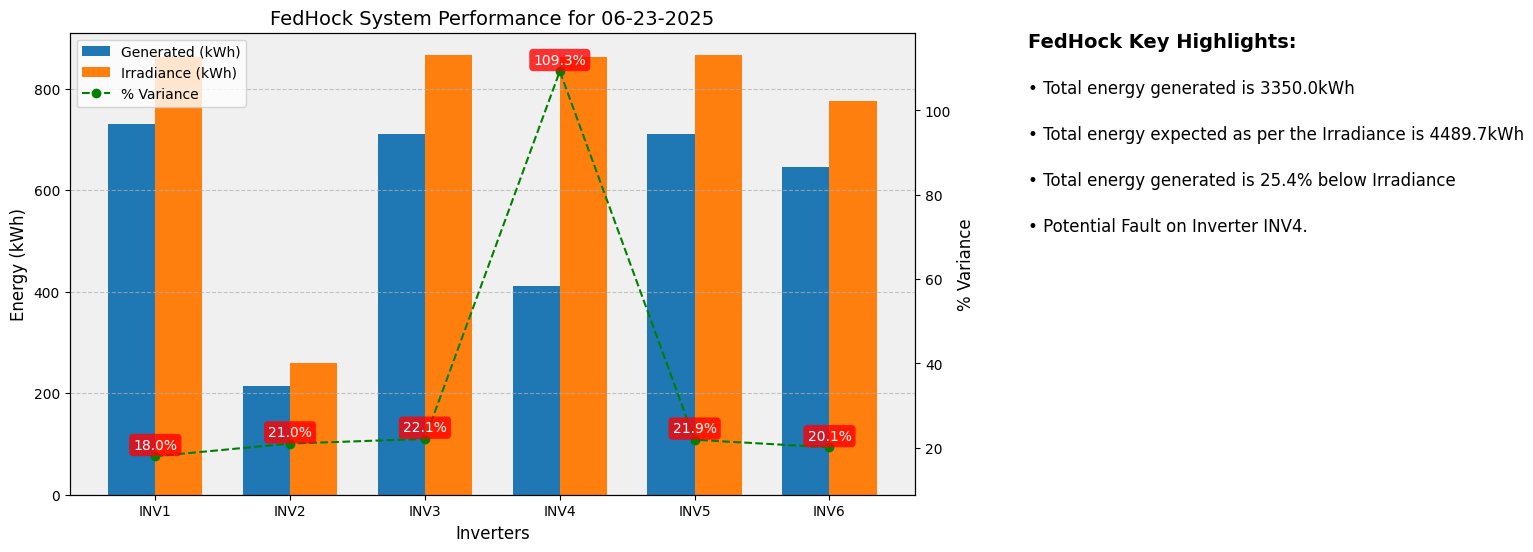 FedHock System Performance for 06-23-2025
Generated (kWh)
Irradiance (kWh)
% Variance
Energy (kWh)
800
600
400
200
0
18.0%
21.0%
22.1%
109.3%
21.9%
20.1%
100
80
60
40
20
% Variance
INV1
INV2
INV3
INV4
INV5
INV6
Inverters
FedHock Key Highlights:
• Total energy generated is 3350.0kWh
• Total energy expected as per the Irradiance is 4489.7kWh
• Total energy generated is 25.4% below Irradiance
• Potential Fault on Inverter INV4.